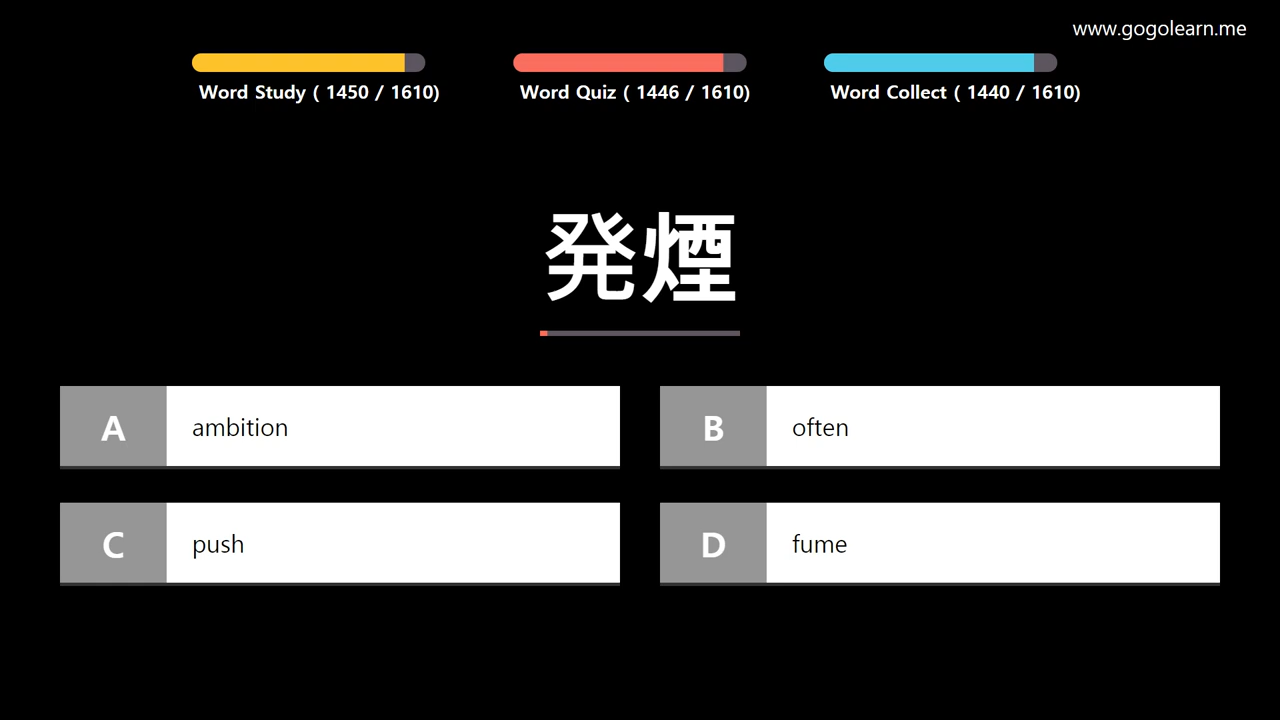 www.gogolearn.me
Word Study ( 1450 / 1610)
Word Quiz ( 1446 / 1610)
Word Collect ( 1440 / 1610)
発煙
A ambition
B often
C push
D fume